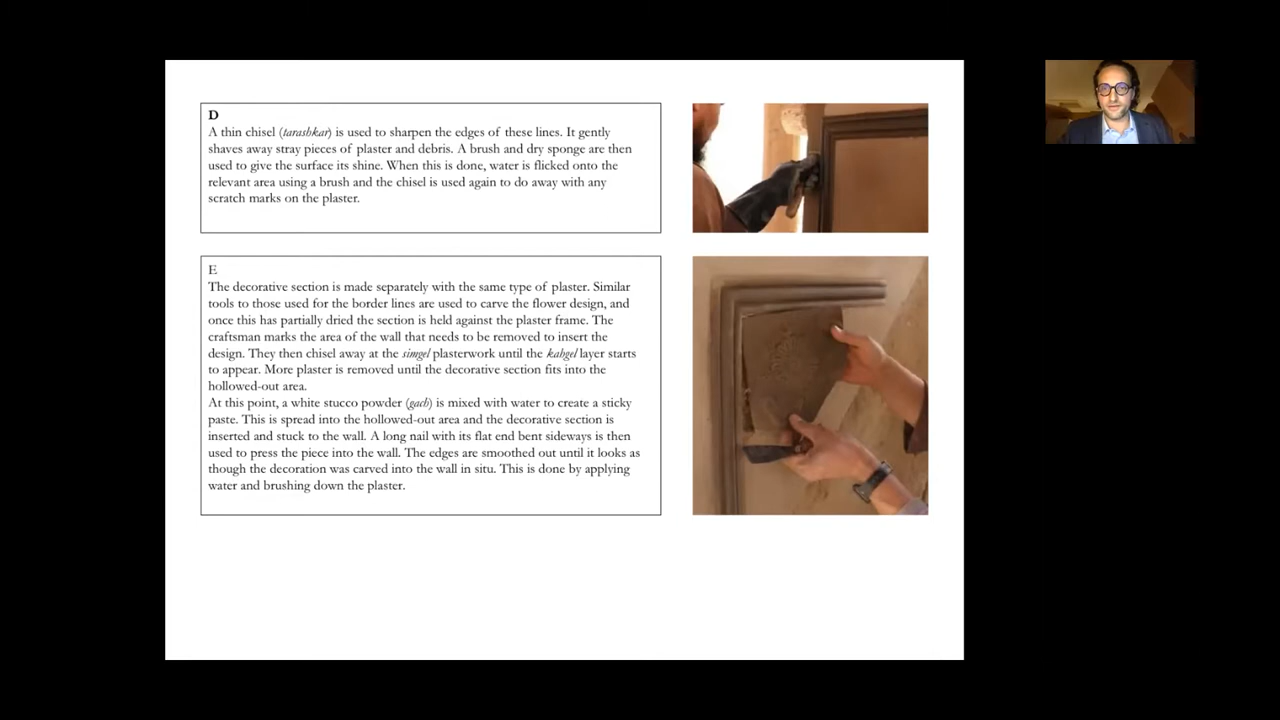 D
A thin chisel (tarashkar) is used to sharpen the edges of these lines. It gently
shaves away stray pieces of plaster and debris. A brush and dry sponge are then
used to give the surface its shine. When this is done, water is flicked onto the
relevant area using a brush and the chisel is used again to do away with any
scratch marks on the plaster.
E
The decorative section is made separately with the same type of plaster. Similar
tools to those used for the border lines are used to carve the flower design, and
once this has partially dried the section is held against the plaster frame. The
craftsman marks the area of the wall that needs to be removed to insert the
design. They then chisel away at the simgel plasterwork until the kahgel layer starts
to appear. More plaster is removed until the decorative section fits into the
hollowed-out area.
At this point, a white stucco powder (gach) is mixed with water to create a sticky
paste. This is spread into the hollowed-out area and the decorative section is
inserted and stuck to the wall. A long nail with its flat end bent sideways is then
used to press the piece into the wall. The edges are smoothed out until it looks as
though the decoration was carved into the wall in situ. This is done by applying
water and brushing down the plaster.